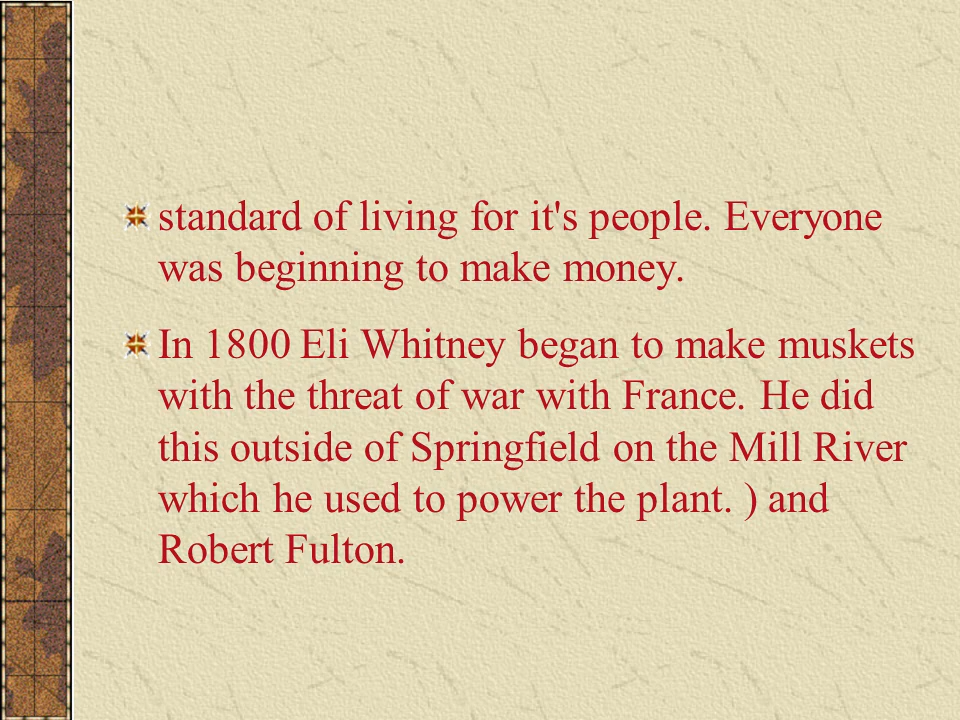 standard of living for it's people. Everyone
was beginning to make money.
In 1800 Eli Whitney began to make muskets
with the threat of war with France. He did
this outside of Springfield on the Mill River
which he used to power the plant. ) and
Robert Fulton.